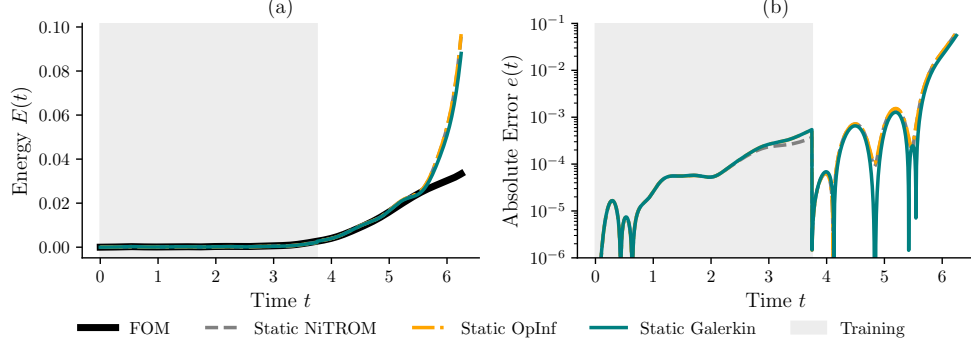 (a)
(b)
Energy E(t)
0.10
0.08
0.06
0.04
0.02
0.00
0 1 2 3 4 5 6
Time t
Absolute Error e(t)
10⁻¹
10⁻²
10⁻³
10⁻⁴
10⁻⁵
10⁻⁶
0 1 2 3 4 5 6
Time t
FOM Static NiTROM Static OpInf Static Galerkin Training